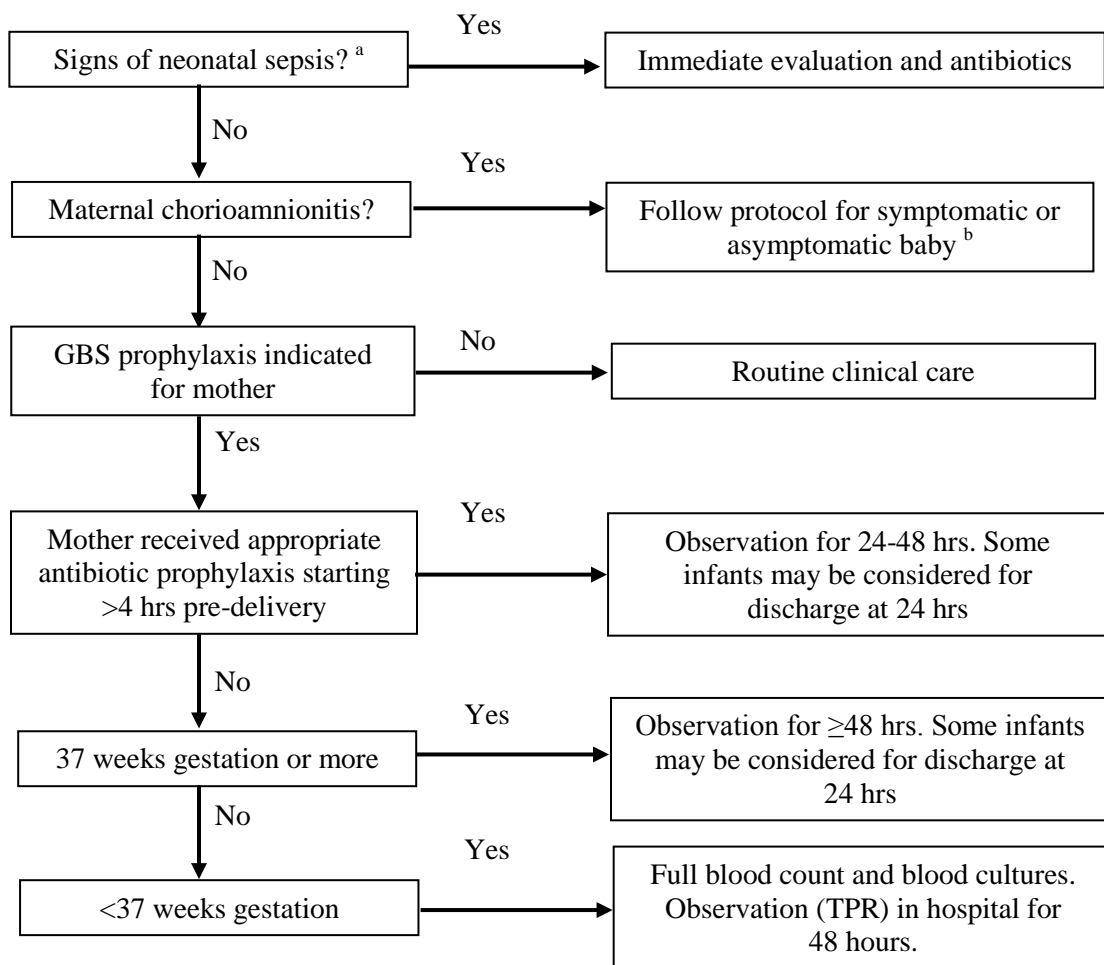 Yes
Signs of neonatal sepsis? a
Immediate evaluation and antibiotics
No
Yes
Maternal chorioamnionitis?
Follow protocol for symptomatic or
asymptomatic baby b
No
GBS prophylaxis indicated
for mother
No
Routine clinical care
Yes
Mother received appropriate
antibiotic prophylaxis starting
>4 hrs pre-delivery
Yes
Observation for 24-48 hrs. Some
infants may be considered for
discharge at 24 hrs
No
37 weeks gestation or more
Yes
Observation for ≥48 hrs. Some infants
may be considered for discharge at
24 hrs
No
<37 weeks gestation
Yes
Full blood count and blood cultures.
Observation (TPR) in hospital for
48 hours.